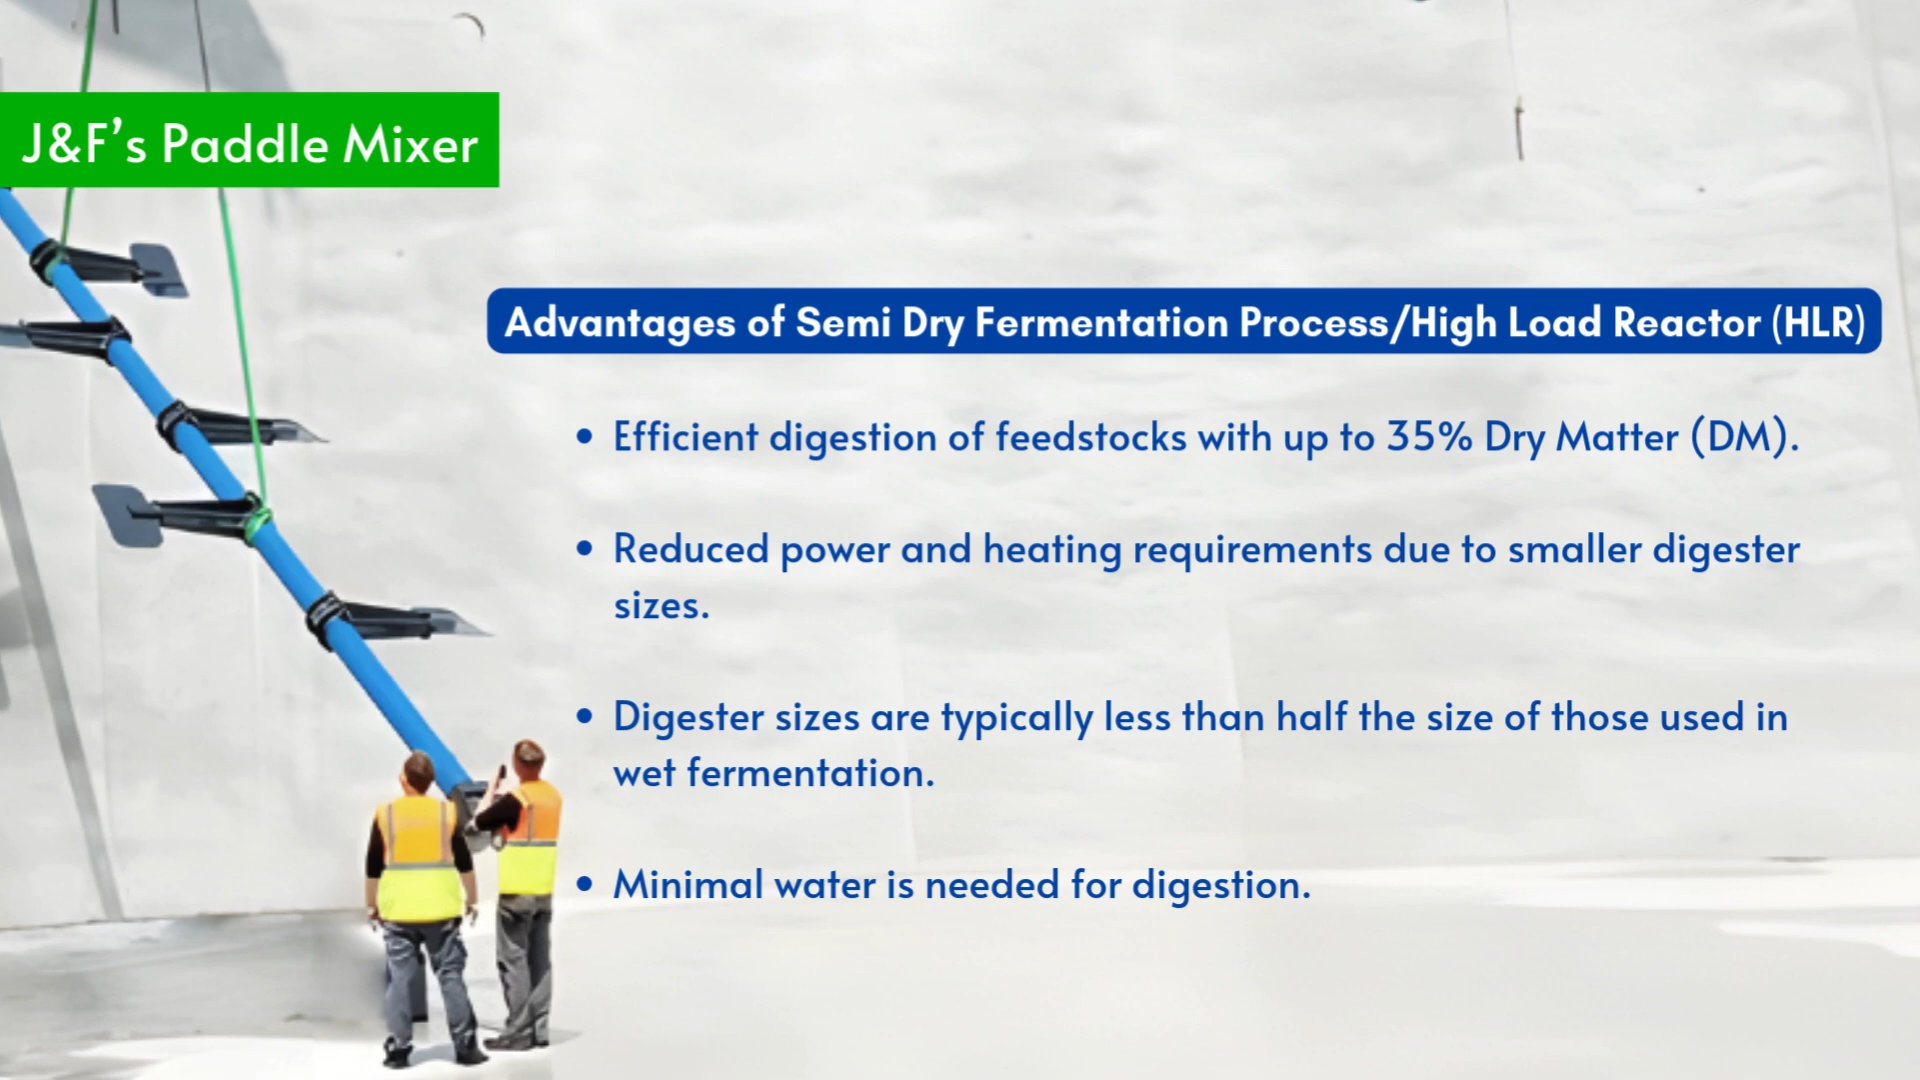 J&F’s Paddle Mixer
Advantages of Semi Dry Fermentation Process/High Load Reactor (HLR)
• Efficient digestion of feedstocks with up to 35% Dry Matter (DM).
• Reduced power and heating requirements due to smaller digester
sizes.
• Digester sizes are typically less than half the size of those used in
wet fermentation.
• Minimal water is needed for digestion.